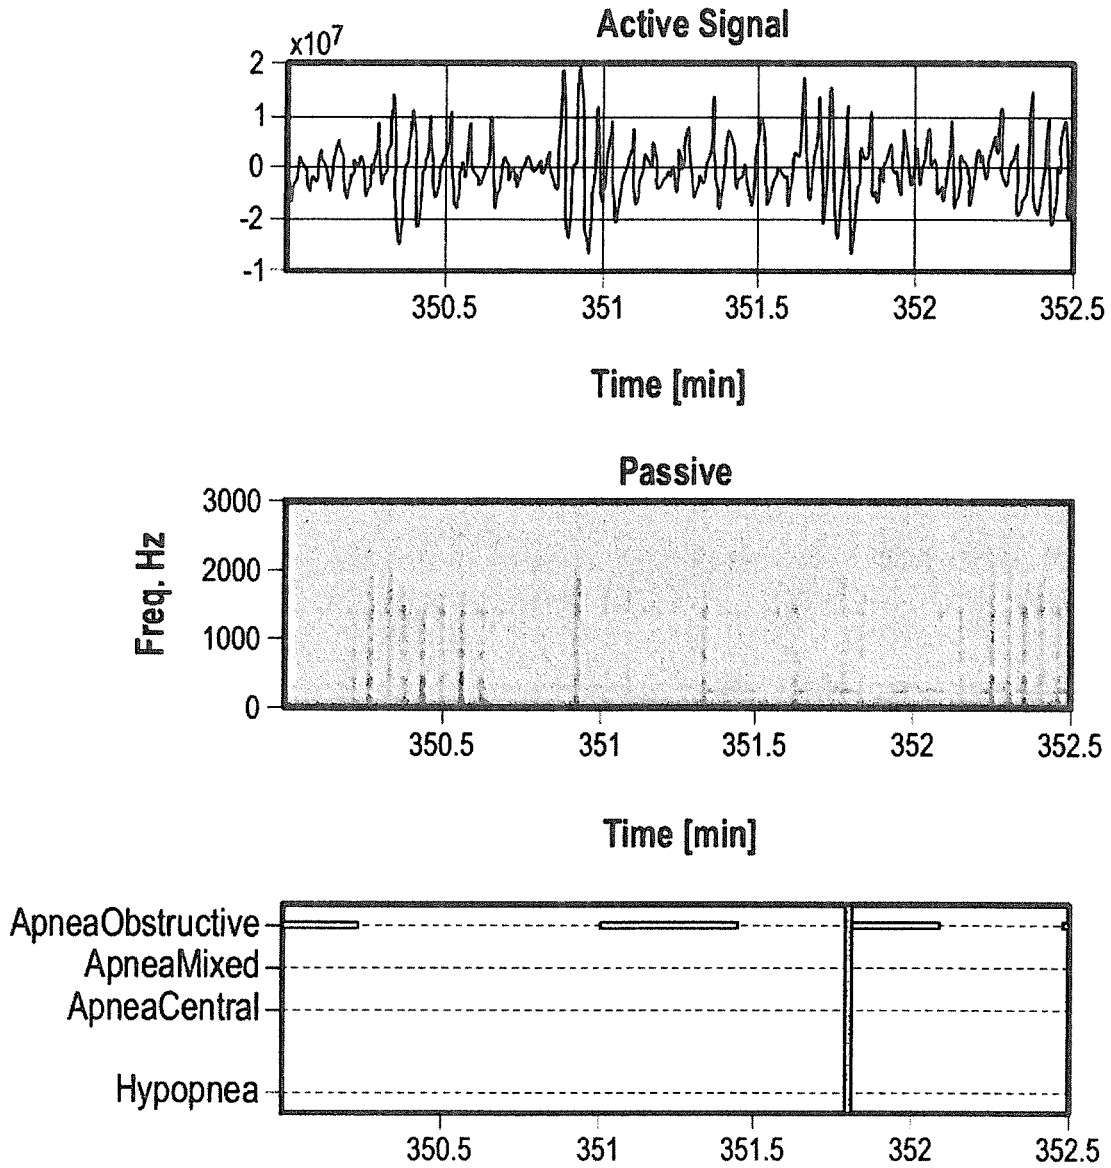 Active Signal
x10⁷
2
1
0
-2
-1
350.5 351 351.5 352 352.5
Time [min]
Passive
Freq. Hz
3000
2000
1000
0
350.5 351 351.5 352 352.5
Time [min]
ApneaObstructive
ApneaMixed
ApneaCentral
Hypopnea
350.5 351 351.5 352 352.5